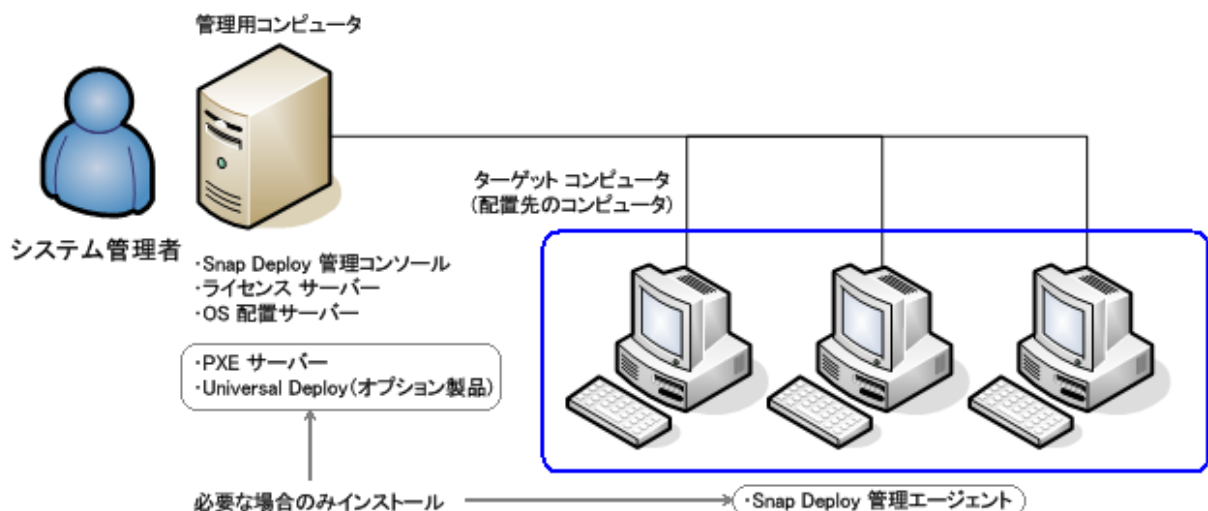 管理用コンピュータ
ターゲット コンピュータ
(配置先のコンピュータ)
システム管理者
・Snap Deploy 管理コンソール
・ライセンス サーバー
・OS 配置サーバー
・PXE サーバー
・Universal Deploy(オプション製品)
必要な場合のみインストール
・Snap Deploy 管理エージェント